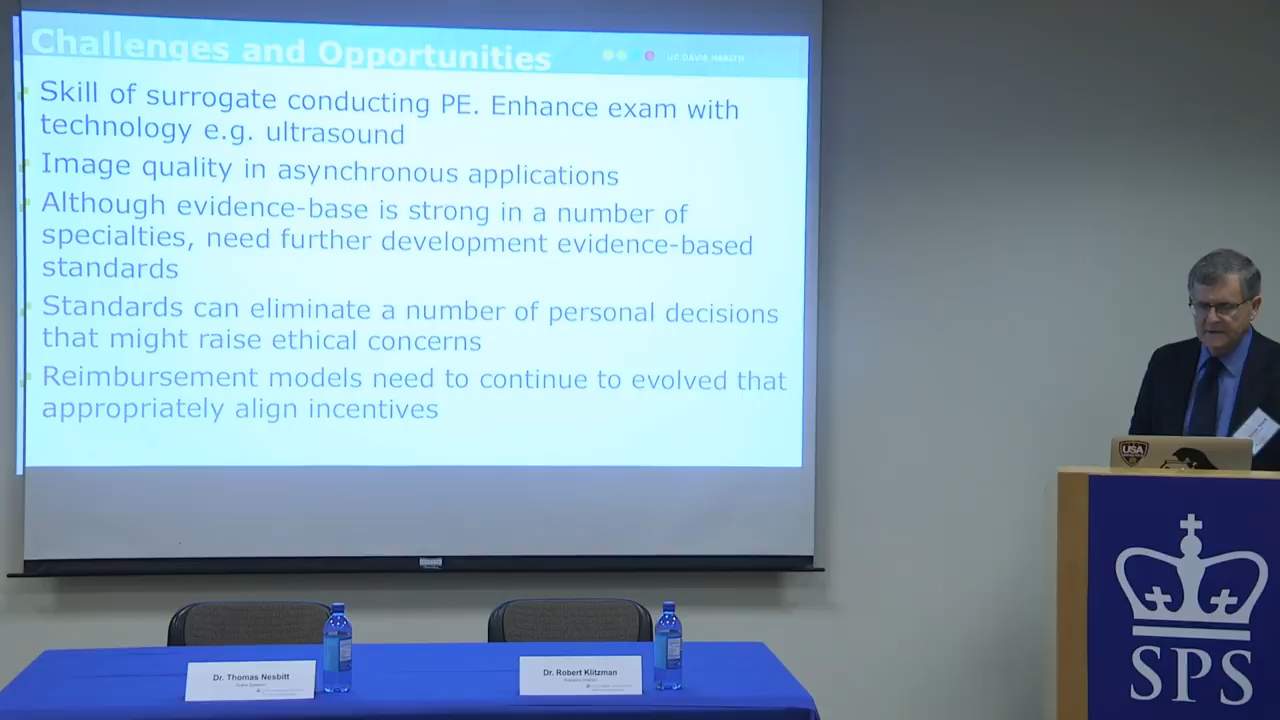 Challenges and Opportunities
UC DAVIS HEALTH
Skill of surrogate conducting PE. Enhance exam with
technology e.g. ultrasound
Image quality in asynchronous applications
Although evidence-base is strong in a number of
specialties, need further development evidence-based
standards
Standards can eliminate a number of personal decisions
that might raise ethical concerns
Reimbursement models need to continue to evolved that
appropriately align incentives
USA
SPS
Dr. Thomas Nesbitt
Dr. Robert Klitzman